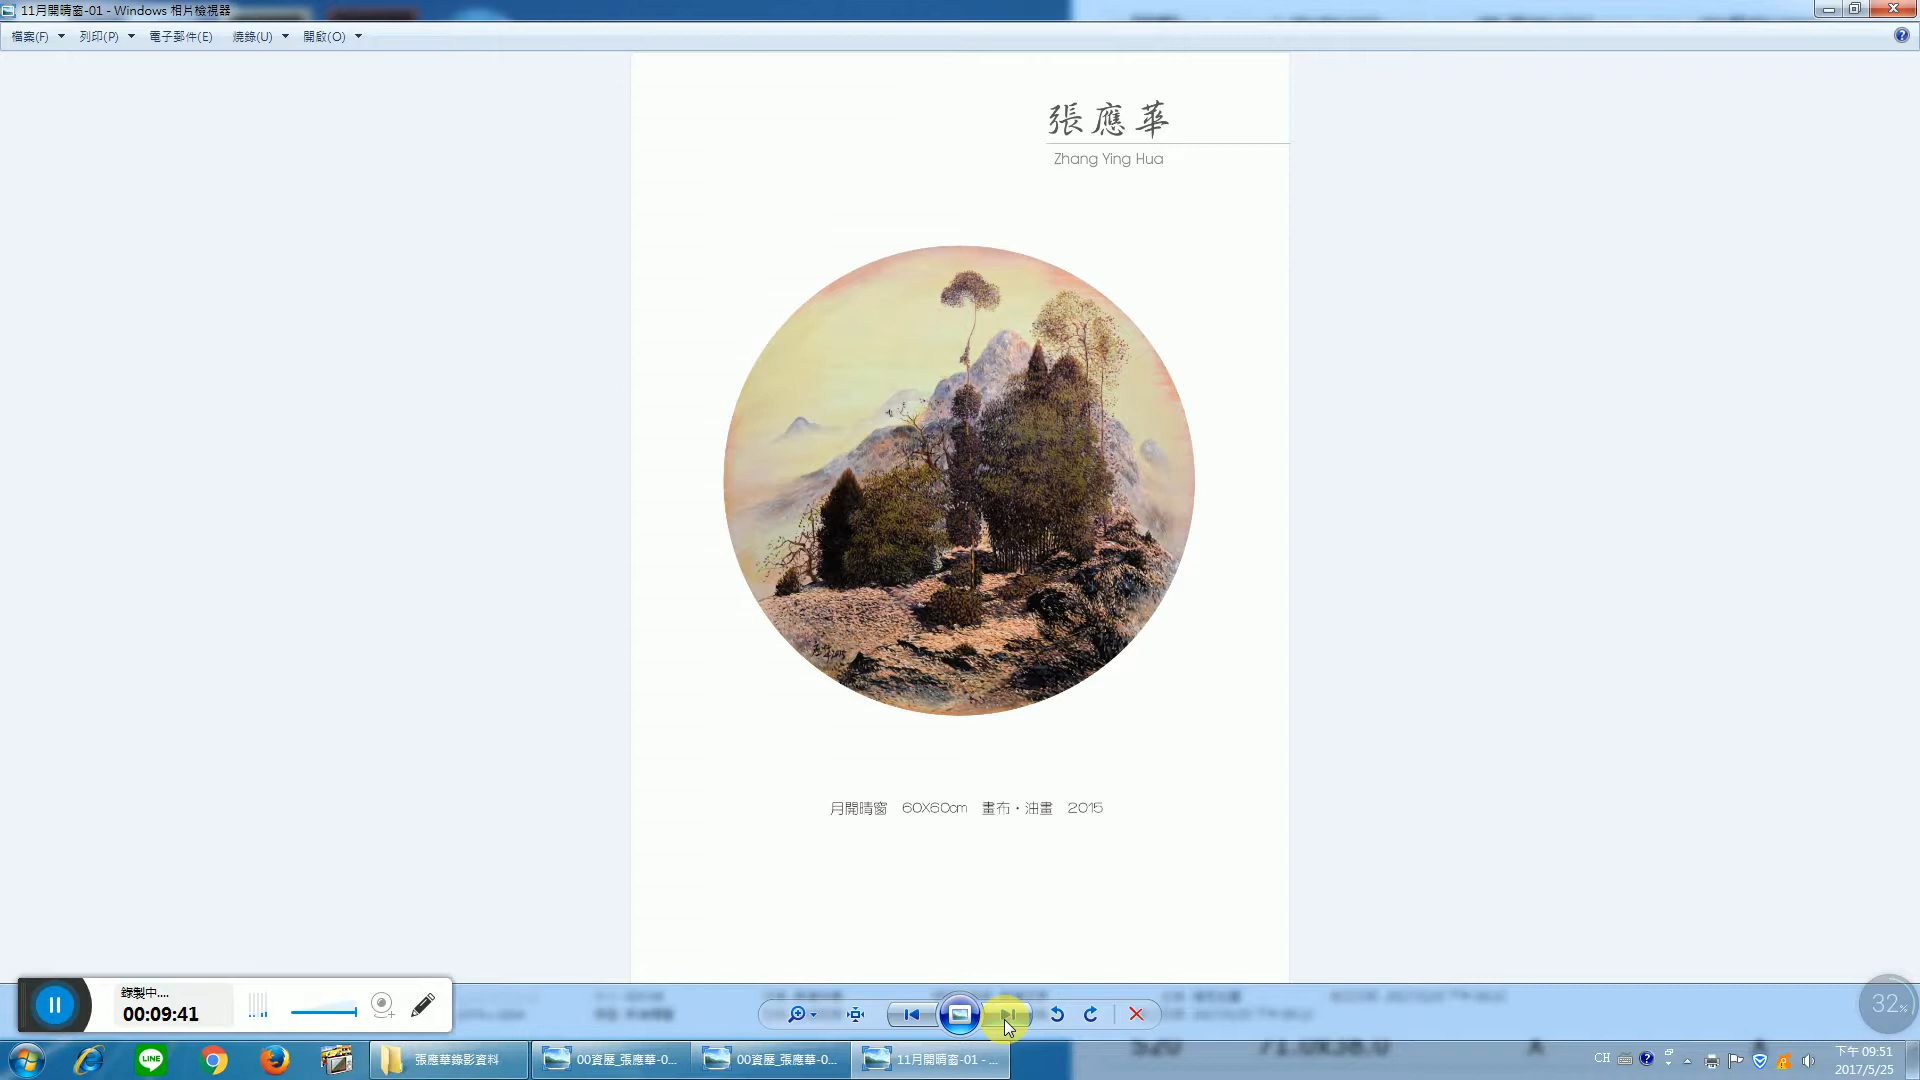 11月開晴窗-01 - Windows 相片檢視器
檔案(F) 列印(P) 電子郵件(E) 燒錄(U) 開啟(O)
張應華
Zhang Ying Hua
月開晴窗 60X60cm 畫布・油畫 2015
錄製中....
00:09:41
32%
LINE
張應華錄影資料
00資歷_張應華-0...
00資歷_張應華-0...
11月開晴窗-01 - ...
CH
下午 09:51
2017/5/25